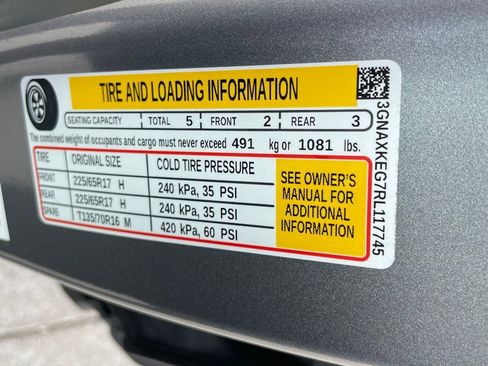 TIRE AND LOADING INFORMATION
SEATING CAPACITY TOTAL 5 FRONT 2 REAR 3
The combined weight of occupants and cargo must never exceed 491 kg or 1081 lbs.
TIRE ORIGINAL SIZE COLD TIRE PRESSURE
FRONT 225/65R17 H 240 kPa, 35 PSI
REAR 225/65R17 H 240 kPa, 35 PSI
SPARE T135/70R16 M 420 kPa, 60 PSI
SEE OWNER'S
MANUAL FOR
ADDITIONAL
INFORMATION
3GNAXKEG7RL117745